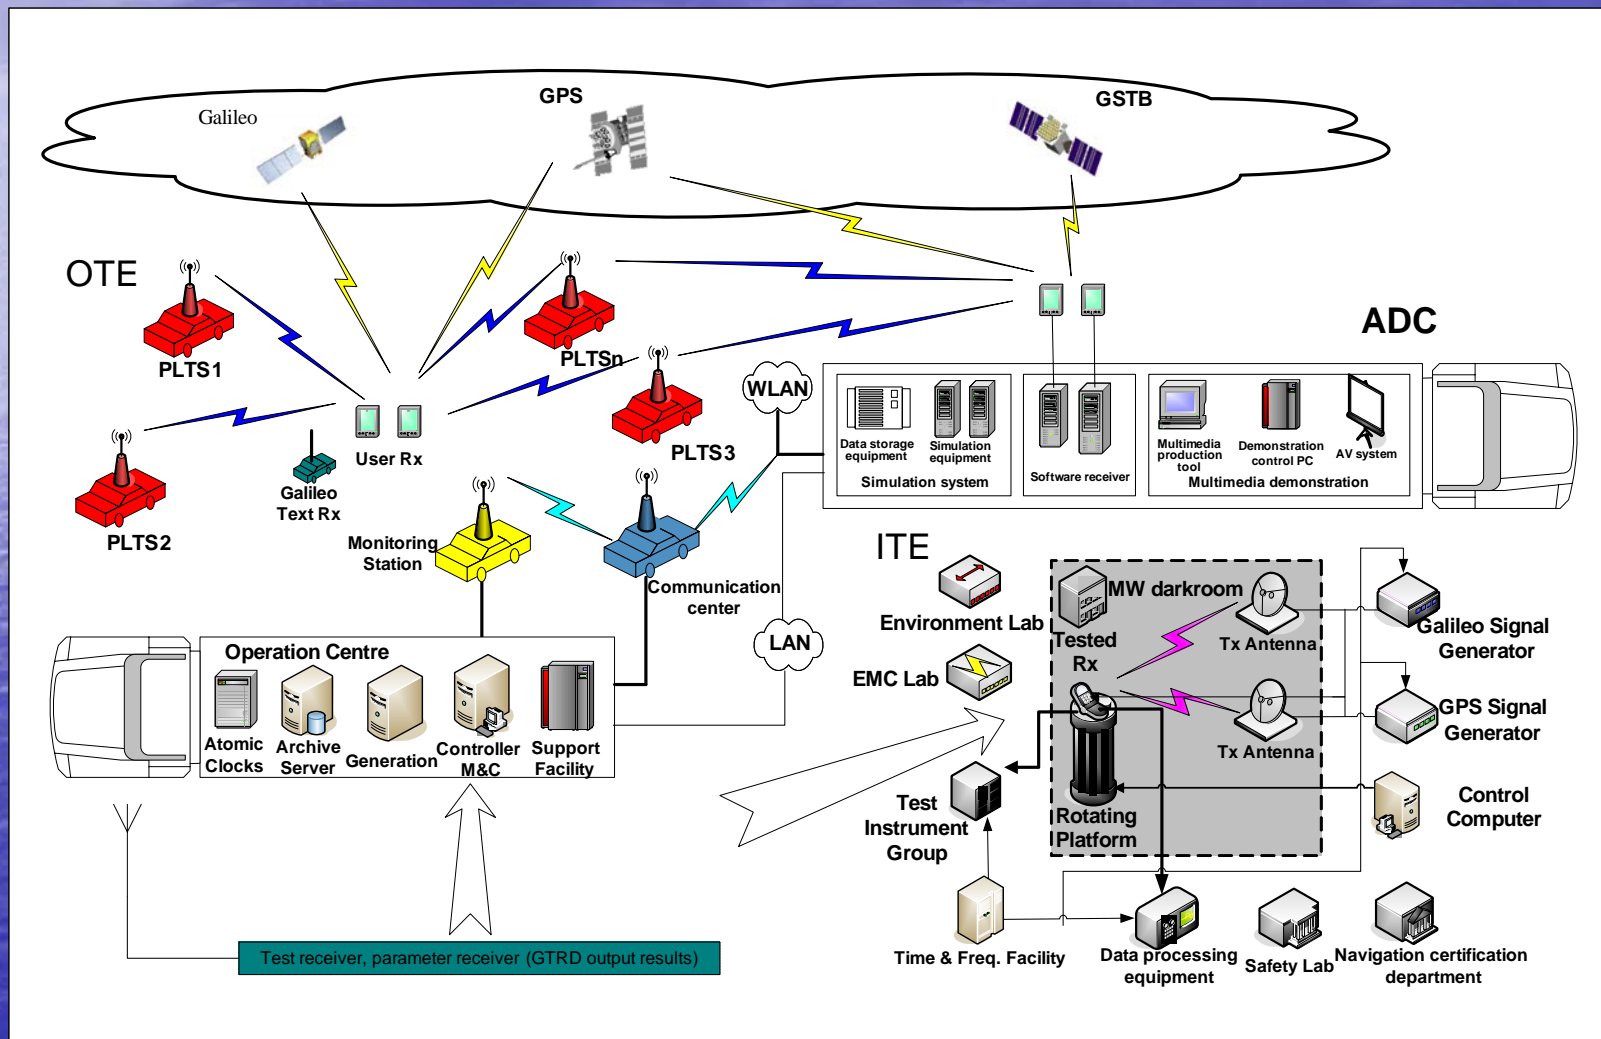 Galileo
GPS
GSTB
OTE
PLTS1
PLTSn
ADC
PLTS2
User Rx
Galileo
Text Rx
PLTS3
WLAN
Data storage
equipment
Simulation
equipment
Simulation system
Software receiver
Multimedia
production
tool
Demonstration
control PC
AV system
Multimedia demonstration
Monitoring
Station
Communication
center
LAN
Operation Centre
Atomic
Clocks
Archive
Server
Generation
Controller
M&C
Support
Facility
Test receiver, parameter receiver (GTRD output results)
ITE
Environment Lab
EMC Lab
MW darkroom
Tested
Rx
Tx Antenna
Tx Antenna
Galileo Signal
Generator
GPS Signal
Generator
Test
Instrument
Group
Rotating
Platform
Control
Computer
Time & Freq. Facility
Data processing
equipment
Safety Lab
Navigation certification
department